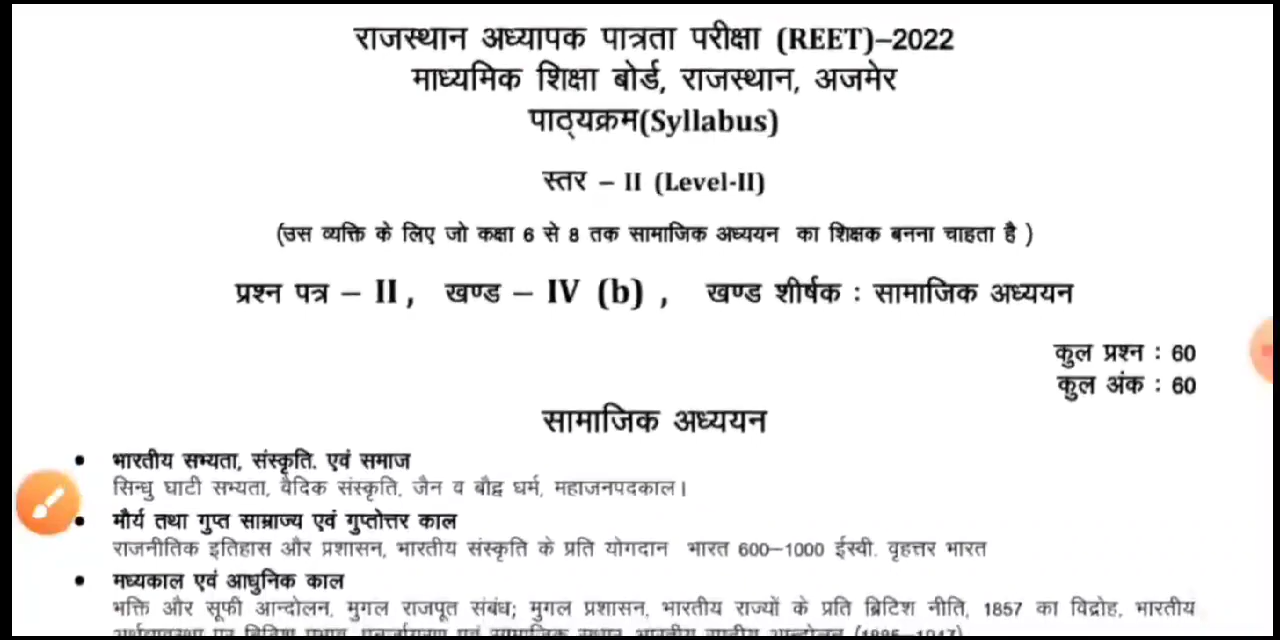 राजस्थान अध्यापक पात्रता परीक्षा (REET)–2022
माध्यमिक शिक्षा बोर्ड, राजस्थान, अजमेर
पाठ्यक्रम(Syllabus)
स्तर – II (Level-II)
(उस व्यक्ति के लिए जो कक्षा 6 से 8 तक सामाजिक अध्ययन का शिक्षक बनना चाहता है )
प्रश्न पत्र – II , खण्ड – IV (b) , खण्ड शीर्षक : सामाजिक अध्ययन
कुल प्रश्न : 60
कुल अंक : 60
सामाजिक अध्ययन
• भारतीय सभ्यता, संस्कृति. एवं समाज
सिन्धु घाटी सभ्यता, वैदिक संस्कृति, जैन व बौद्व धर्म, महाजनपदकाल।
• मौर्य तथा गुप्त साम्राज्य एवं गुप्तोत्तर काल
राजनीतिक इतिहास और प्रशासन, भारतीय संस्कृति के प्रति योगदान भारत 600–1000 ईस्वी. वृहत्तर भारत
• मध्यकाल एवं आधुनिक काल
भक्ति और सूफी आन्दोलन, मुगल राजपूत संबंध; मुगल प्रशासन, भारतीय राज्यों के प्रति ब्रिटिश नीति, 1857 का विद्रोह, भारतीय